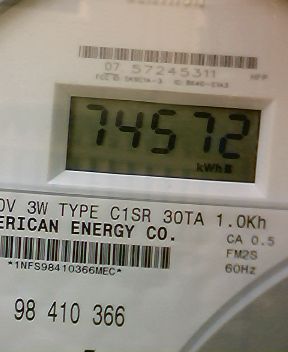 07 57245311
74572
kWh
0V 3W TYPE C1SR 30TA 1.0Kh
ERICAN ENERGY CO.
CA 0.5
FM2S
*1NFS98410366MEC*
60Hz
98 410 366